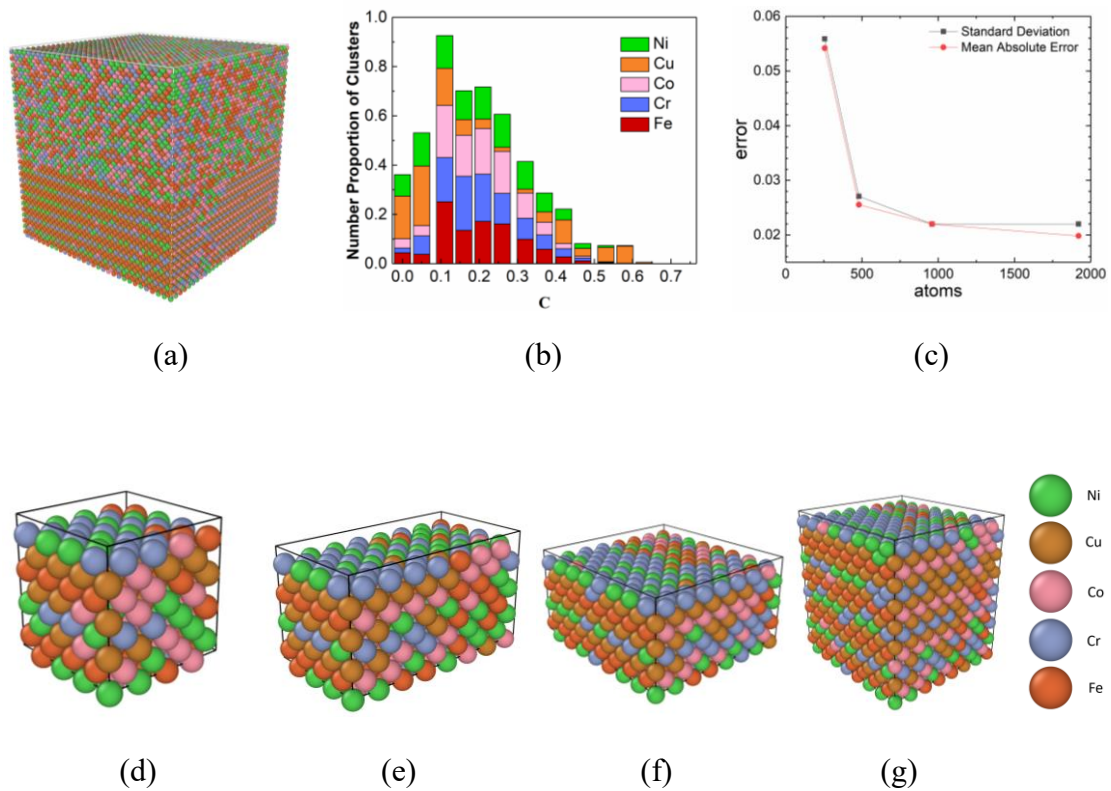 1.0
0.8
0.6
0.4
0.2
0.0
Number Proportion of Clusters
Ni
Cu
Co
Cr
Fe
0.0 0.1 0.2 0.3 0.4 0.5 0.6 0.7
C
0.06
0.05
0.04
0.03
0.02
error
Standard Deviation
Mean Absolute Error
0 500 1000 1500 2000
atoms
(a) (b) (c)
Ni
Cu
Co
Cr
Fe
(d) (e) (f) (g)